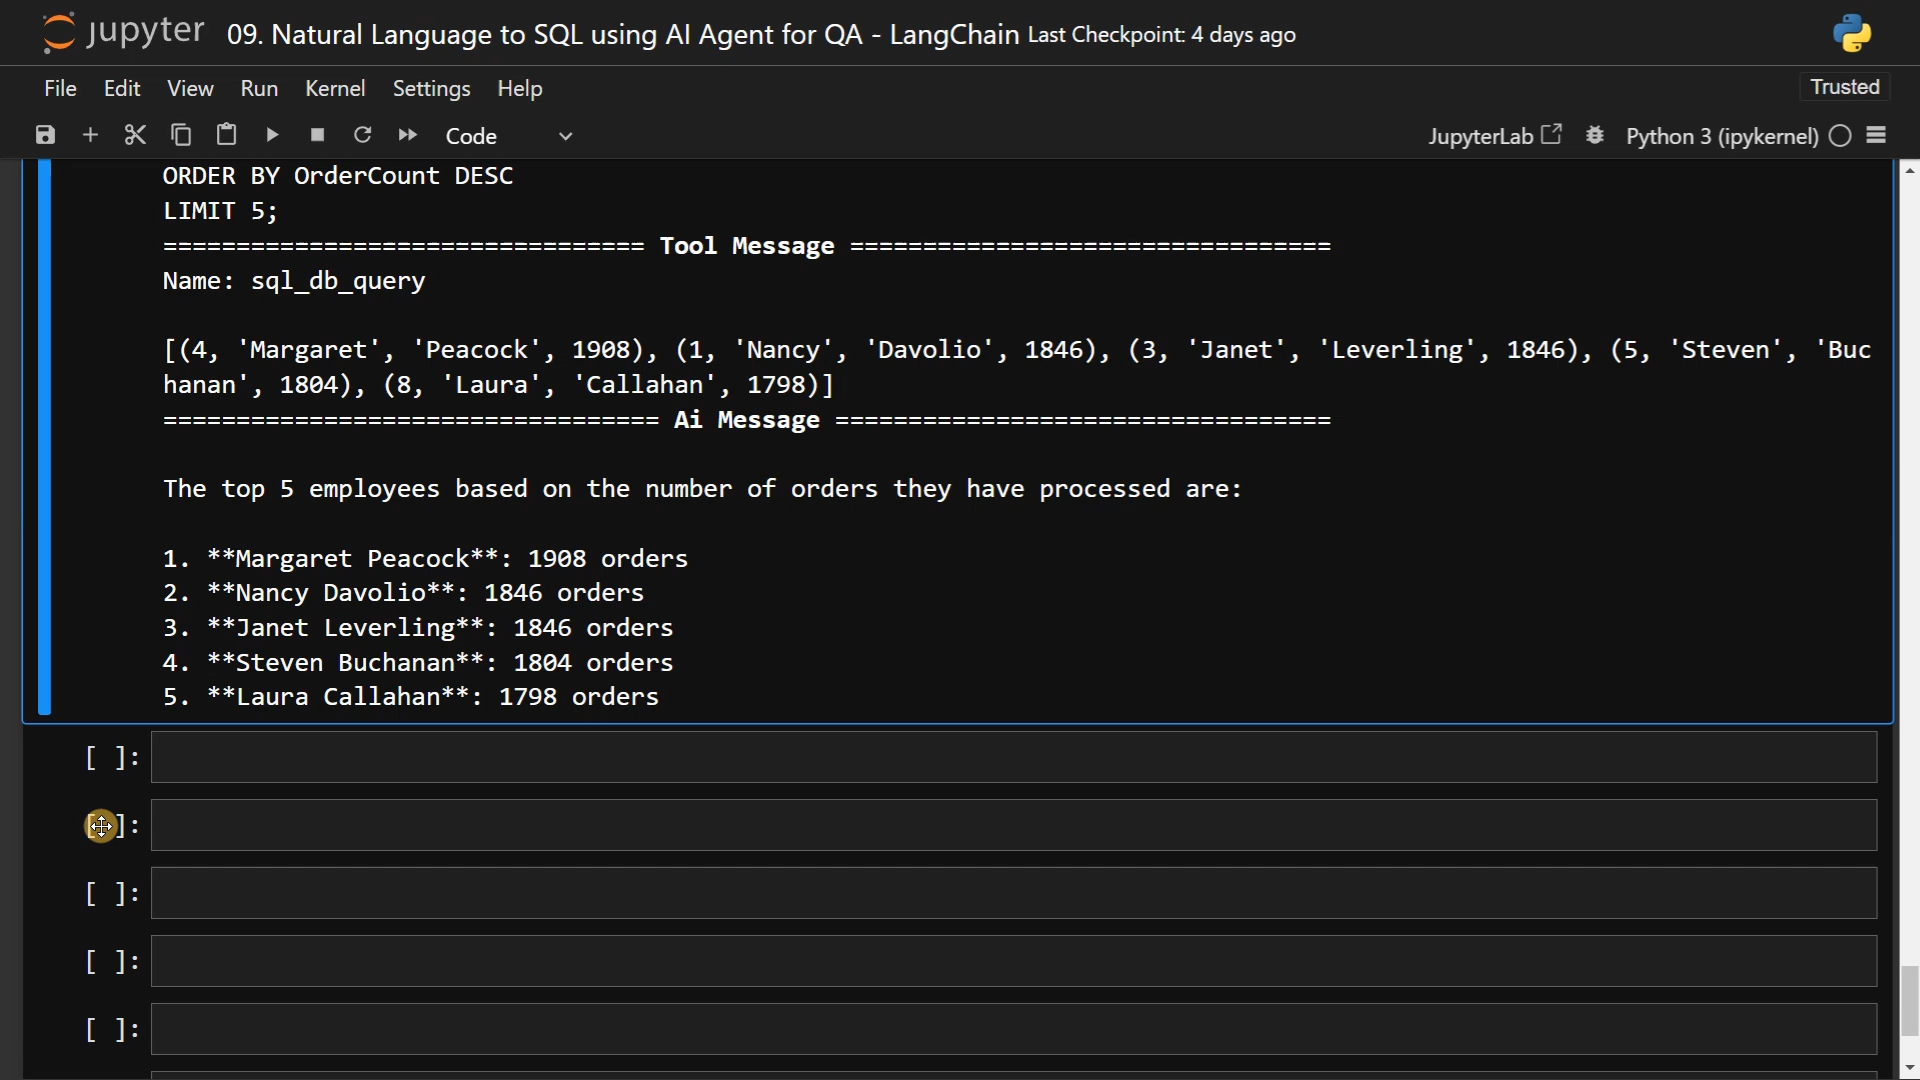 jupyter 09. Natural Language to SQL using AI Agent for QA - LangChain Last Checkpoint: 4 days ago
File Edit View Run Kernel Settings Help Trusted
Code JupyterLab Python 3 (ipykernel)
ORDER BY OrderCount DESC
LIMIT 5;
================================= Tool Message =================================
Name: sql_db_query
[(4, 'Margaret', 'Peacock', 1908), (1, 'Nancy', 'Davolio', 1846), (3, 'Janet', 'Leverling', 1846), (5, 'Steven', 'Buc
hanan', 1804), (8, 'Laura', 'Callahan', 1798)]
================================== Ai Message ==================================
The top 5 employees based on the number of orders they have processed are:
1. **Margaret Peacock**: 1908 orders
2. **Nancy Davolio**: 1846 orders
3. **Janet Leverling**: 1846 orders
4. **Steven Buchanan**: 1804 orders
5. **Laura Callahan**: 1798 orders
[ ]:
[ ]:
[ ]:
[ ]:
[ ]: